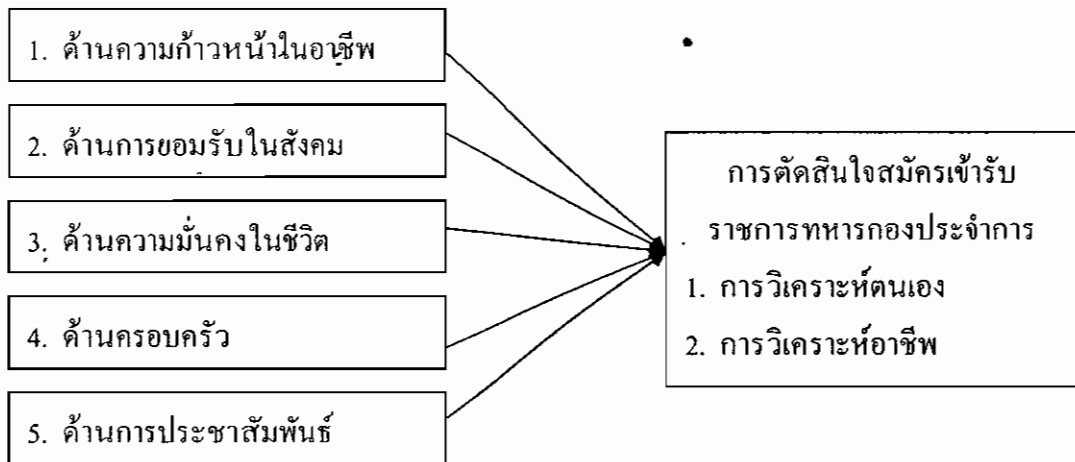 1. ด้านความก้าวหน้าในอาชีพ
2. ด้านการยอมรับในสังคม
3. ด้านความมั่นคงในชีวิต
4. ด้านครอบครัว
5. ด้านการประชาสัมพันธ์
การตัดสินใจสมัครเข้ารับ
ราชการทหารกองประจำการ
1. การวิเคราะห์ตนเอง
2. การวิเคราะห์อาชีพ